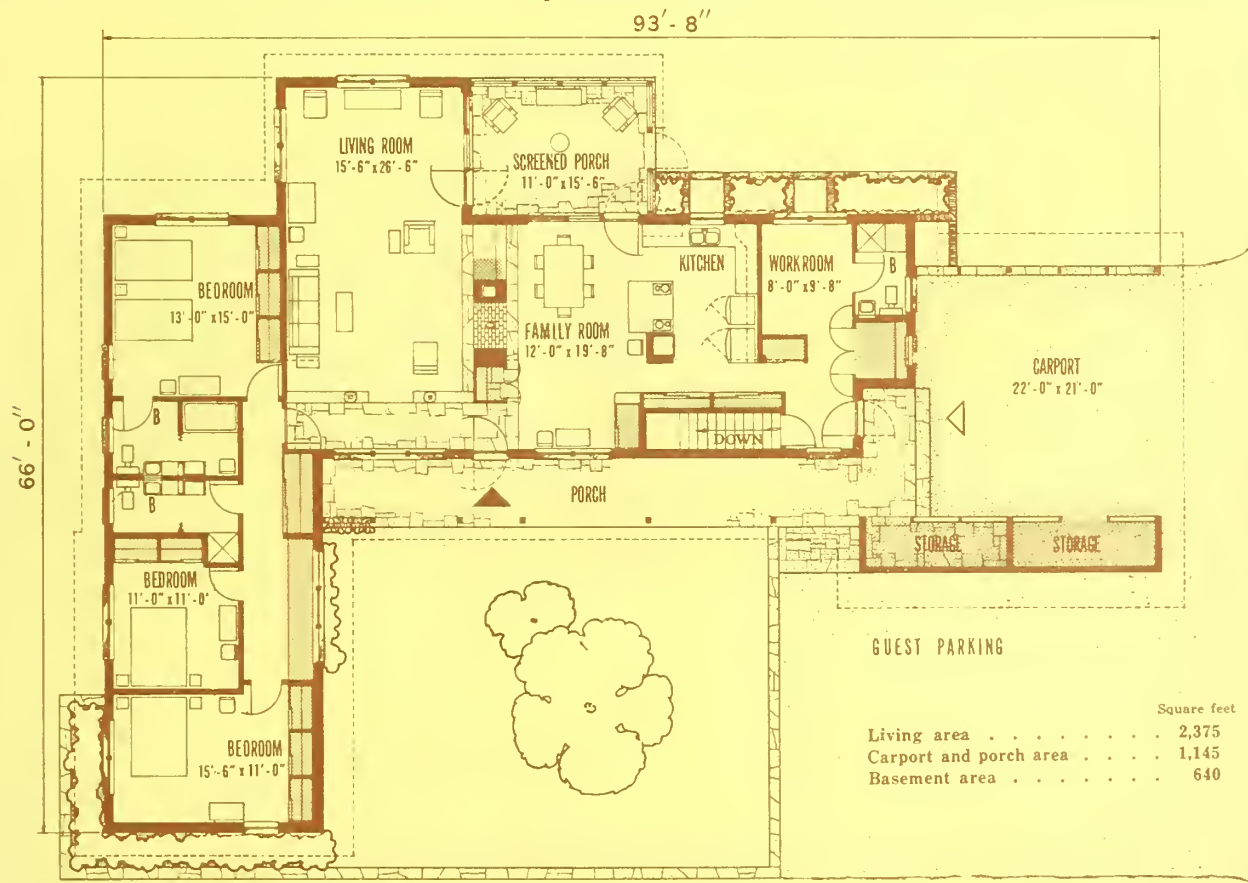 93'-8"
66'-0"
LIVING ROOM
15'-6" x 26'-6"
SCREENED PORCH
11'-0" x 15'-6"
BEDROOM
13'-0" x 15'-0"
KITCHEN
WORKROOM
8'-0" x 9'-8"
B
FAMILY ROOM
12'-0" x 19'-8"
CARPORT
22'-0" x 21'-0"
B
DOWN
B
PORCH
STORAGE
STORAGE
BEDROOM
11'-0" x 11'-0'
GUEST PARKING
BEDROOM
15'-6" x 11'-0"
Square feet
Living area . . . . . . . . 2,375
Carport and porch area . . . . 1,145
Basement area . . . . . . . 640